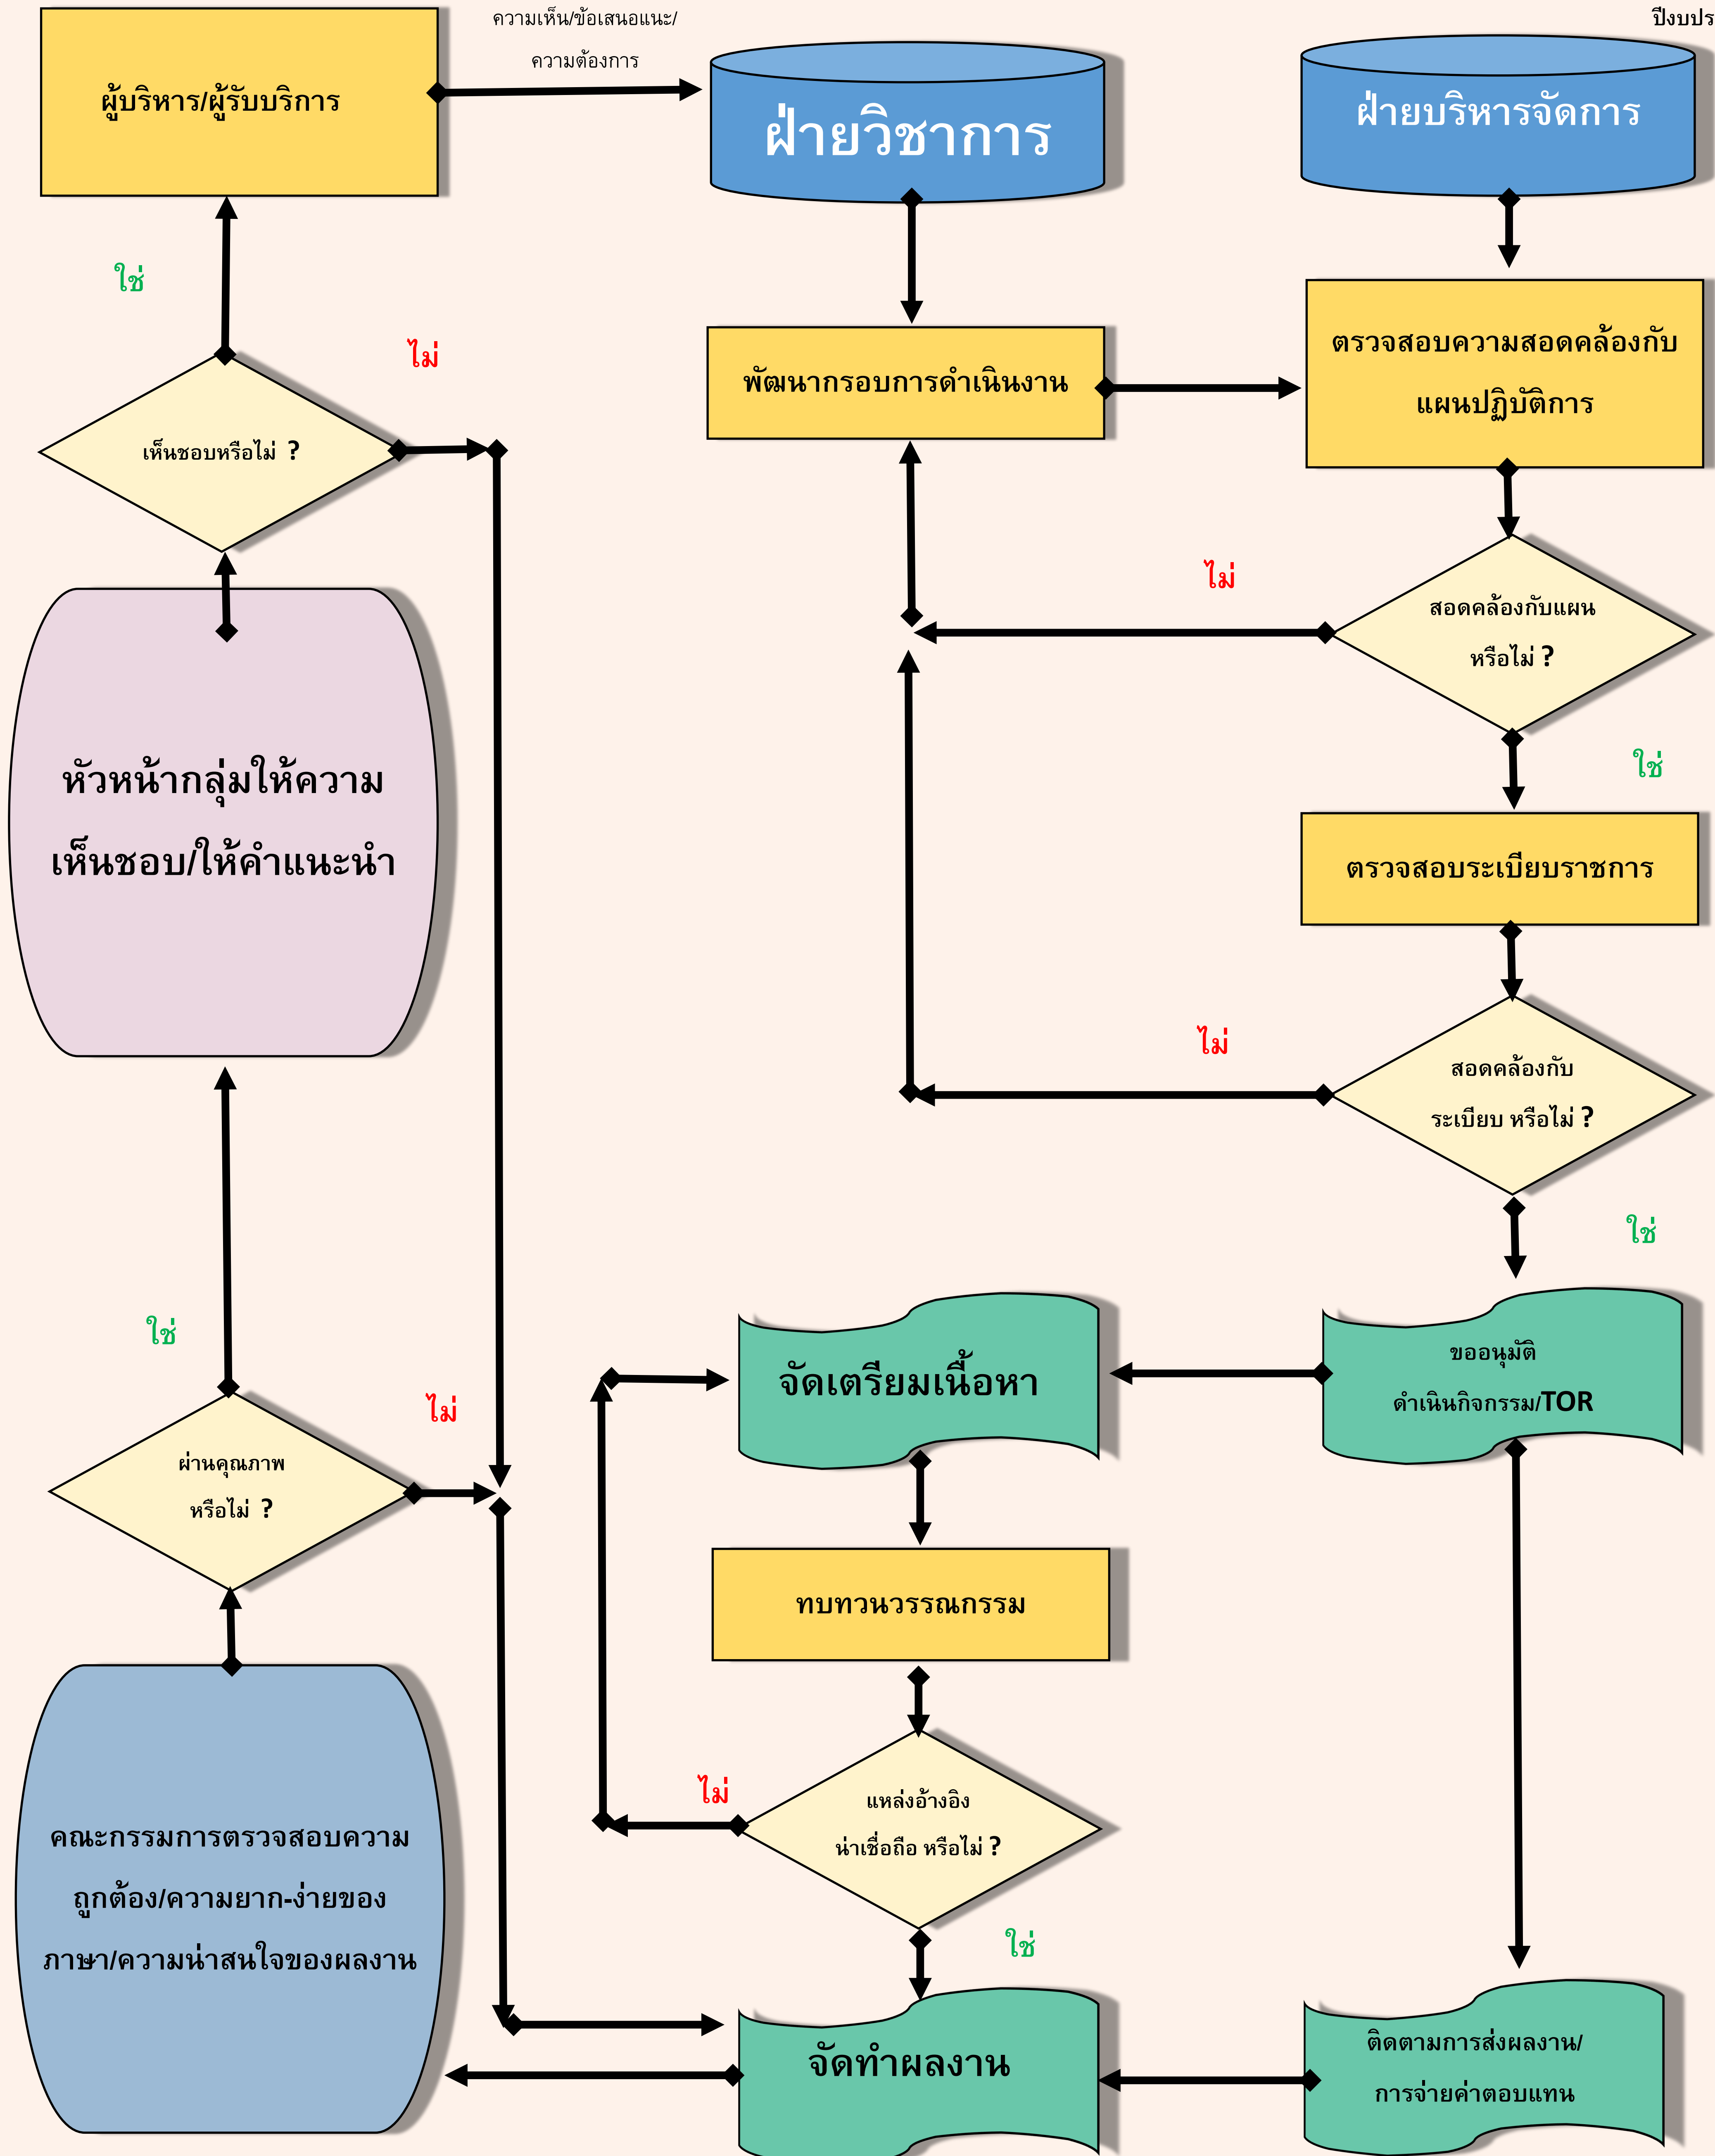 ความเห็น/ข้อเสนอแนะ/
ความต้องการ
ปีงบประ
ผู้บริหาร/ผู้รับบริการ
ฝ่ายวิชาการ
ฝ่ายบริหารจัดการ
ใช่
ไม่
เห็นชอบหรือไม่ ?
พัฒนากรอบการดำเนินงาน
ตรวจสอบความสอดคล้องกับ
แผนปฏิบัติการ
ไม่
สอดคล้องกับแผน
หรือไม่ ?
ใช่
หัวหน้ากลุ่มให้ความ
เห็นชอบ/ให้คำแนะนำ
ตรวจสอบระเบียบราชการ
ไม่
สอดคล้องกับ
ระเบียบ หรือไม่ ?
ใช่
ใช่
ไม่
ผ่านคุณภาพ
หรือไม่ ?
จัดเตรียมเนื้อหา
ขออนุมัติ
ดำเนินกิจกรรม/TOR
ทบทวนวรรณกรรม
ไม่
แหล่งอ้างอิง
น่าเชื่อถือ หรือไม่ ?
ใช่
คณะกรรมการตรวจสอบความ
ถูกต้อง/ความยาก-ง่ายของ
ภาษา/ความน่าสนใจของผลงาน
จัดทำผลงาน
ติดตามการส่งผลงาน/
การจ่ายค่าตอบแทน